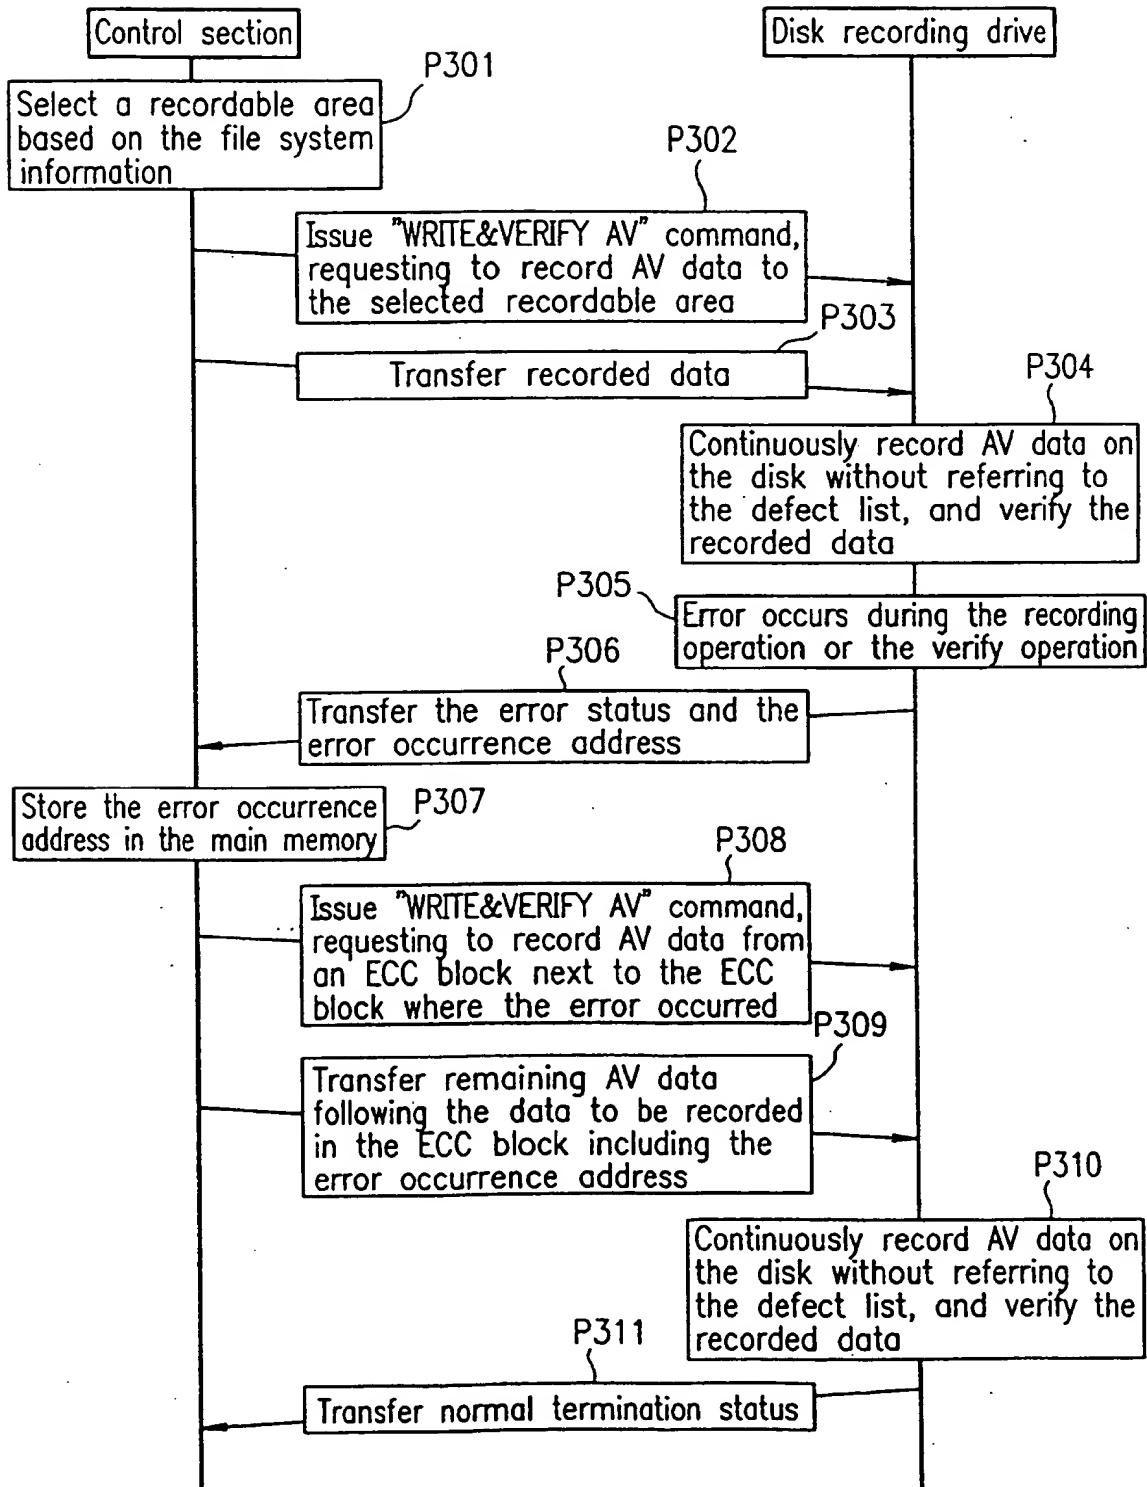 Control section
Disk recording drive
P301
Select a recordable area
based on the file system
information
P302
Issue "WRITE&VERIFY AV" command,
requesting to record AV data to
the selected recordable area
P303
Transfer recorded data
P304
Continuously record AV data on
the disk without referring to
the defect list, and verify the
recorded data
P305
Error occurs during the recording
operation or the verify operation
P306
Transfer the error status and the
error occurrence address
P307
Store the error occurrence
address in the main memory
P308
Issue "WRITE&VERIFY AV" command,
requesting to record AV data from
an ECC block next to the ECC
block where the error occurred
P309
Transfer remaining AV data
following the data to be recorded
in the ECC block including the
error occurrence address
P310
Continuously record AV data on
the disk without referring to
the defect list, and verify the
recorded data
P311
Transfer normal termination status